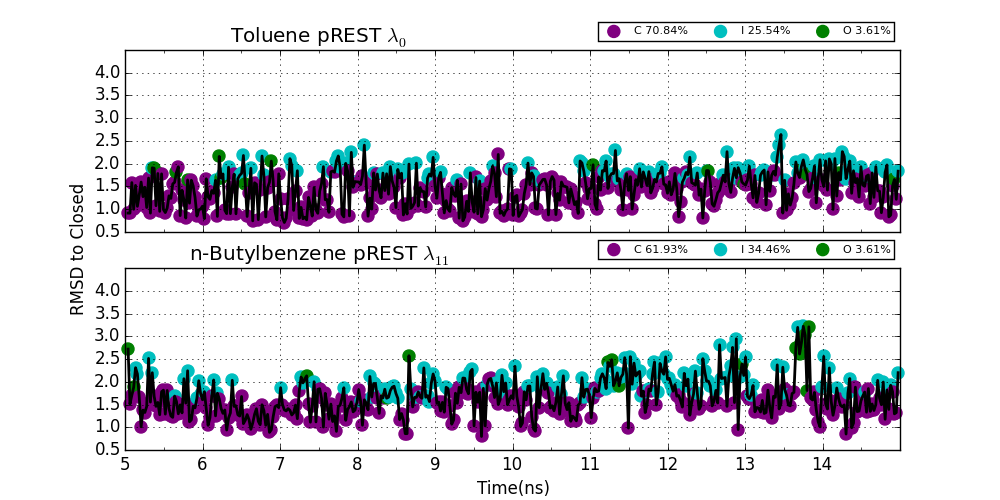 Toluene pREST λ0
C 70.84% I 25.54% O 3.61%
4.0
3.5
3.0
2.5
2.0
1.5
1.0
0.5
n-Butylbenzene pREST λ11
C 61.93% I 34.46% O 3.61%
RMSD to Closed
4.0
3.5
3.0
2.5
2.0
1.5
1.0
0.5
5 6 7 8 9 10 11 12 13 14
Time(ns)